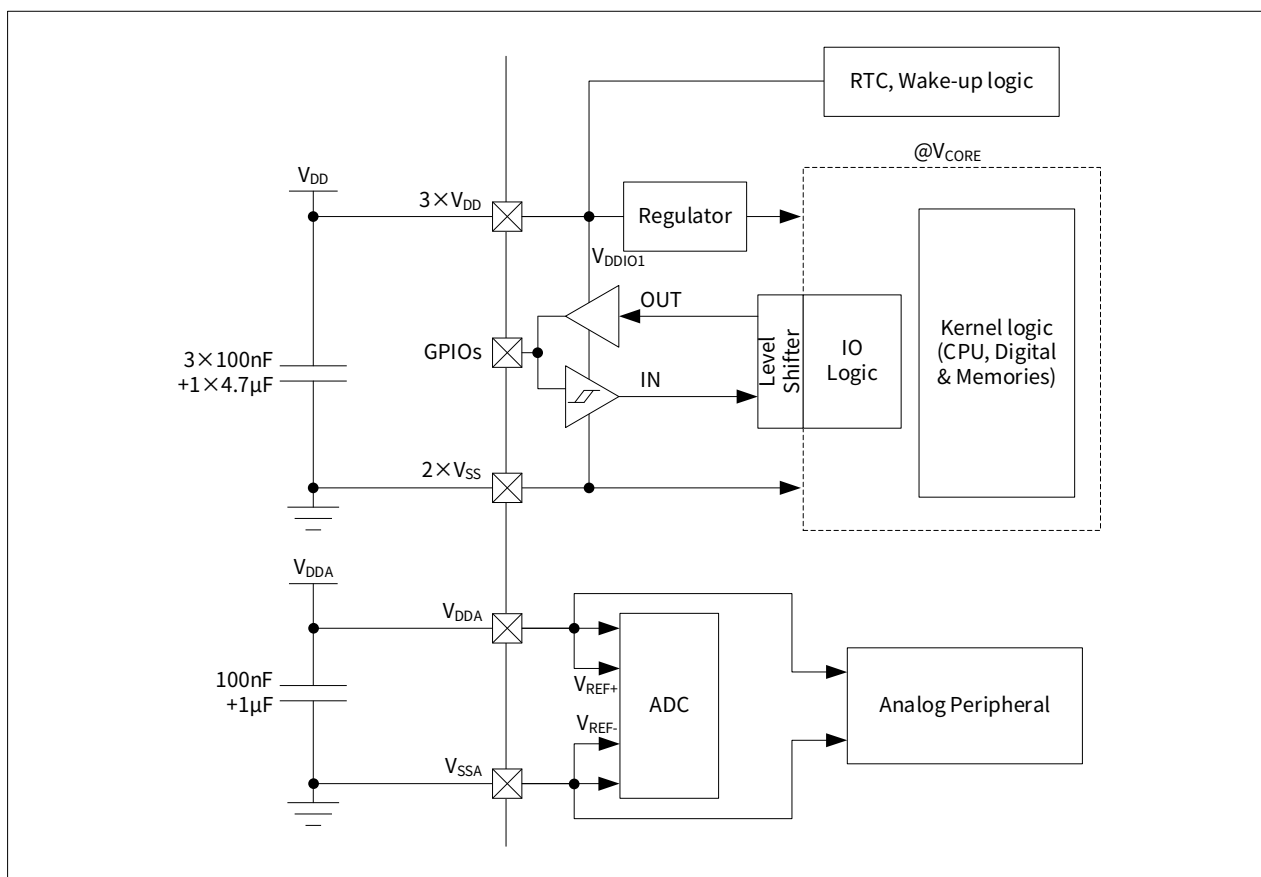 RTC, Wake-up logic
@VCORE
VDD
3×VDD
Regulator
VDDIO1
OUT
GPIOs
Level
Shifter
IO
Logic
Kernel logic
(CPU, Digital
& Memories)
3×100nF
+1×4.7μF
IN
2×VSS
VDDA
VDDA
VREF+
ADC
100nF
+1μF
Analog Peripheral
VREF-
VSSA